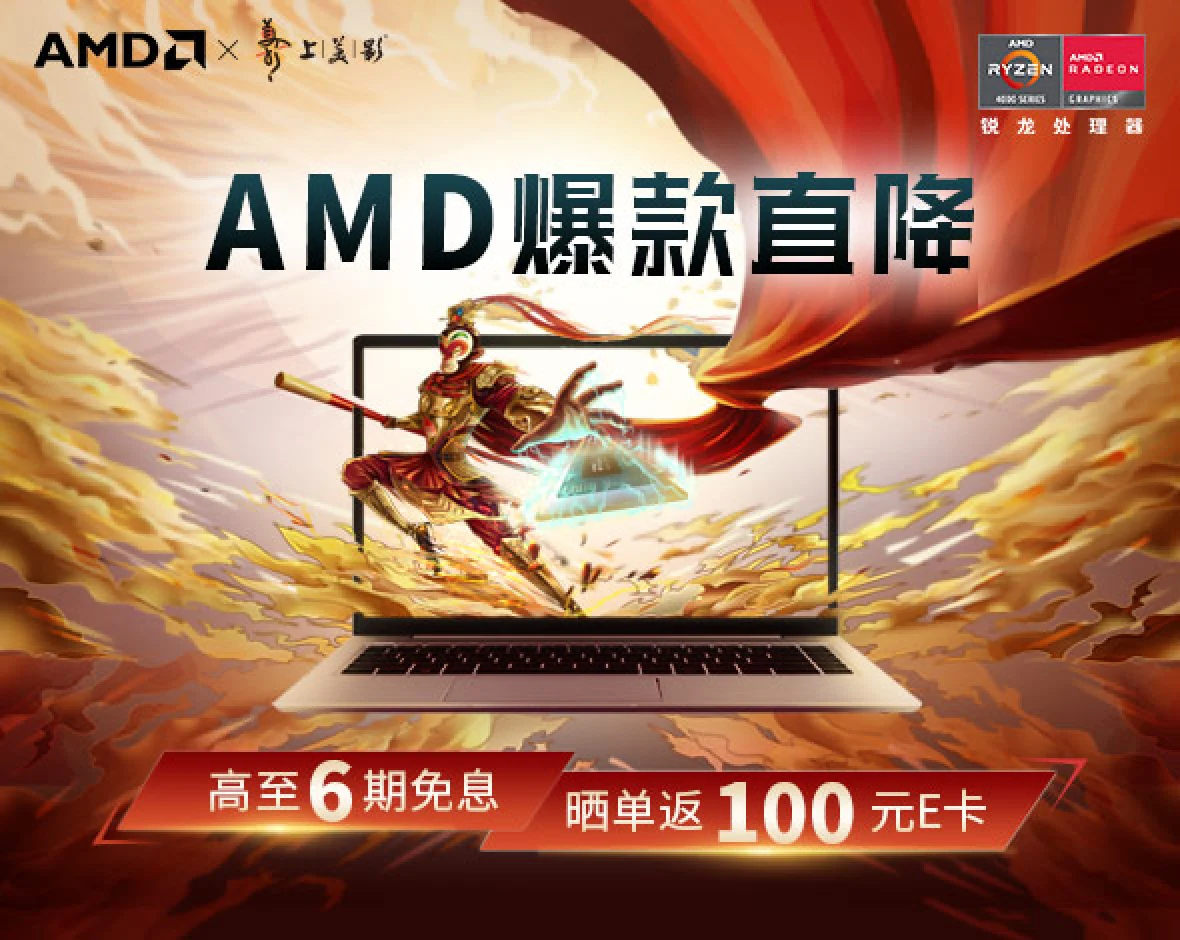 AMD × 上美影
AMD
RYZEN
4000 SERIES
AMD
RADEON
GRAPHICS
锐龙处理器
AMD爆款直降
高至6期免息
晒单返100元E卡